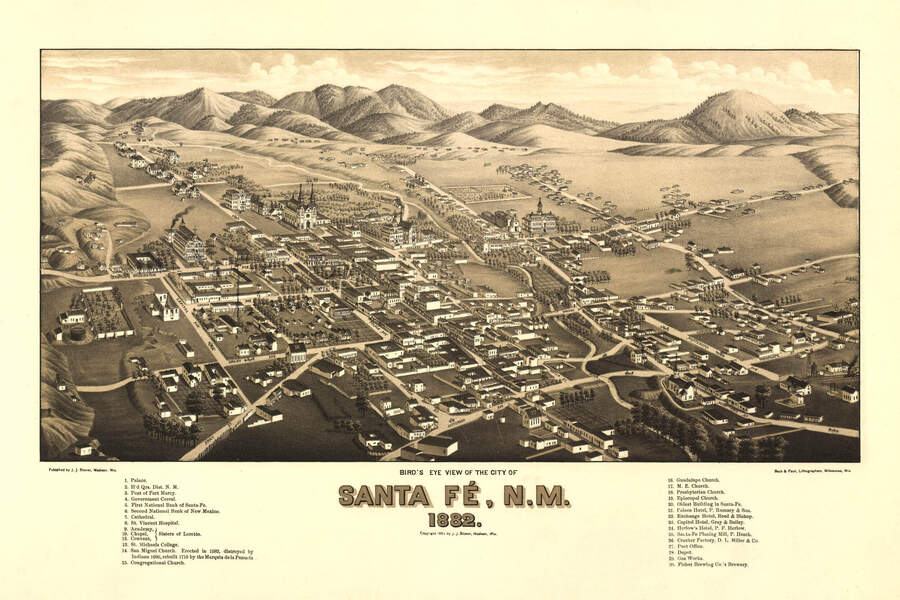 Published by J. J. Stoner, Madison, Wis.
Beck & Pauli, Lithographers, Milwaukee, Wis.
BIRD'S EYE VIEW OF THE CITY OF
SANTA FÉ, N.M.
1882.
Copyright 1882 by J. J. Stoner, Madison, Wis.
1. Palace.
2. H'd Qrs. Dist. N. M.
3. Post of Fort Marcy.
4. Government Corral.
5. First National Bank of Santa Fe.
6. Second National Bank of New Mexico.
7. Cathedral.
8. St. Vincent Hospital.
9. Academy,
10. Chapel,
11. Convent,
Sisters of Loretto.
13. St. Michaels College.
14. San Miguel Church. Erected in 1582, destroyed by
Indians 1680, rebuilt 1710 by the Marquis de la
15. Congregational Church.
16. Guadalupe Church.
17. M. E. Church.
18. Presbyterian Church.
19. Episcopal Church.
20. Oldest Building in Santa-Fe.
21. Palace Hotel, P. Rumsey & Son.
22. Exchange Hotel, Reed & Bishop.
23. Capitol Hotel, Gray & Bailey.
24. Herlow's Hotel, P. F. Herlow.
25. Santa-Fe Planing Mill, P. Hesch.
26. Cracker Factory, D. L. Miller & Co.
27. Post Office.
28. Depot.
29. Gas Works.
30. Fisher Brewing Co.'s Brewery.